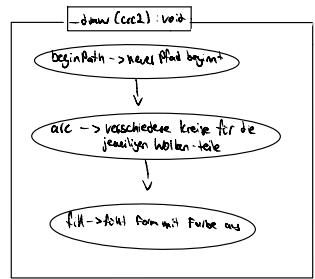 _draw (crc2) : void
beginPath -> neues Pfad beginnt
arc -> verschiedene Kreise für die
jeweiligen Wolken-teile
fill -> füllt Form mit Farbe aus